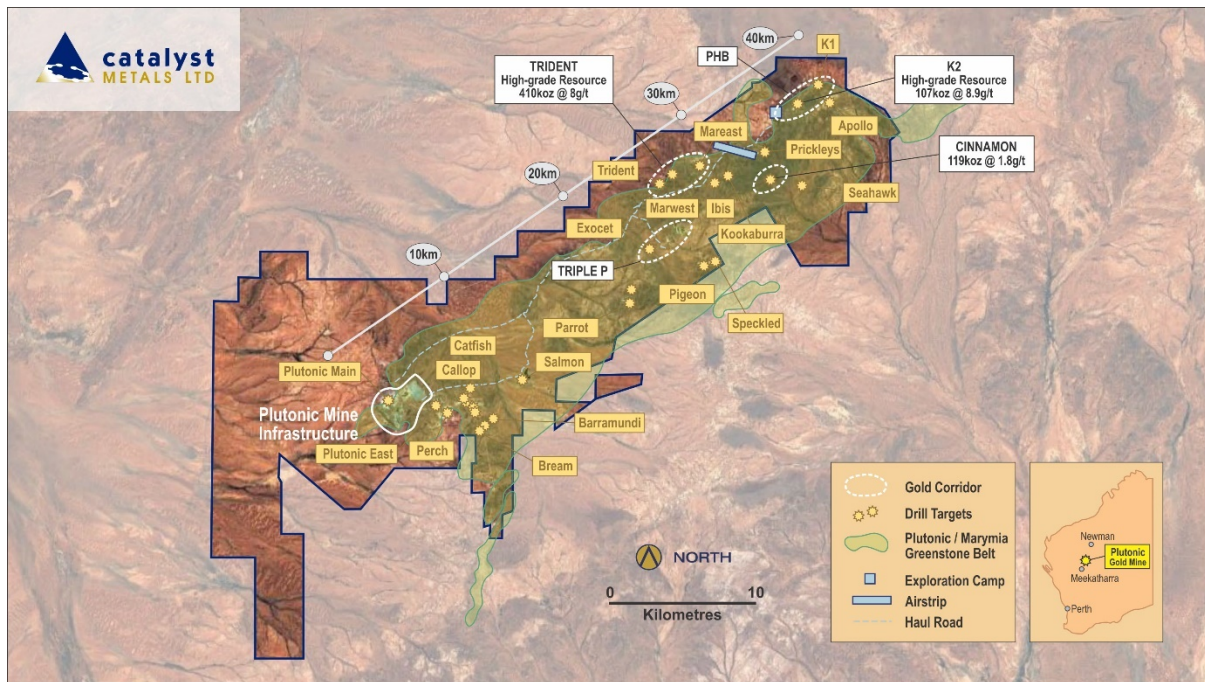 catalyst
METALS LTD
40km
K1
PHB
TRIDENT
High-grade Resource
410koz @ 8g/t
K2
High-grade Resource
107koz @ 8.9g/t
30km
Mareast
Apollo
Prickleys
CINNAMON
119koz @ 1.8g/t
Trident
20km
Seahawk
Marwest
Ibis
Exocet
Kookaburra
10km
TRIPLE P
Pigeon
Speckled
Parrot
Catfish
Salmon
Plutonic Main
Callop
Plutonic Mine
Infrastructure
Barramundi
Plutonic East
Perch
Bream
NORTH
0
10
Kilometres
Gold Corridor
Drill Targets
Plutonic / Marymia
Greenstone Belt
Exploration Camp
Airstrip
Haul Road
Newman
Plutonic
Gold Mine
Meekatharra
Perth